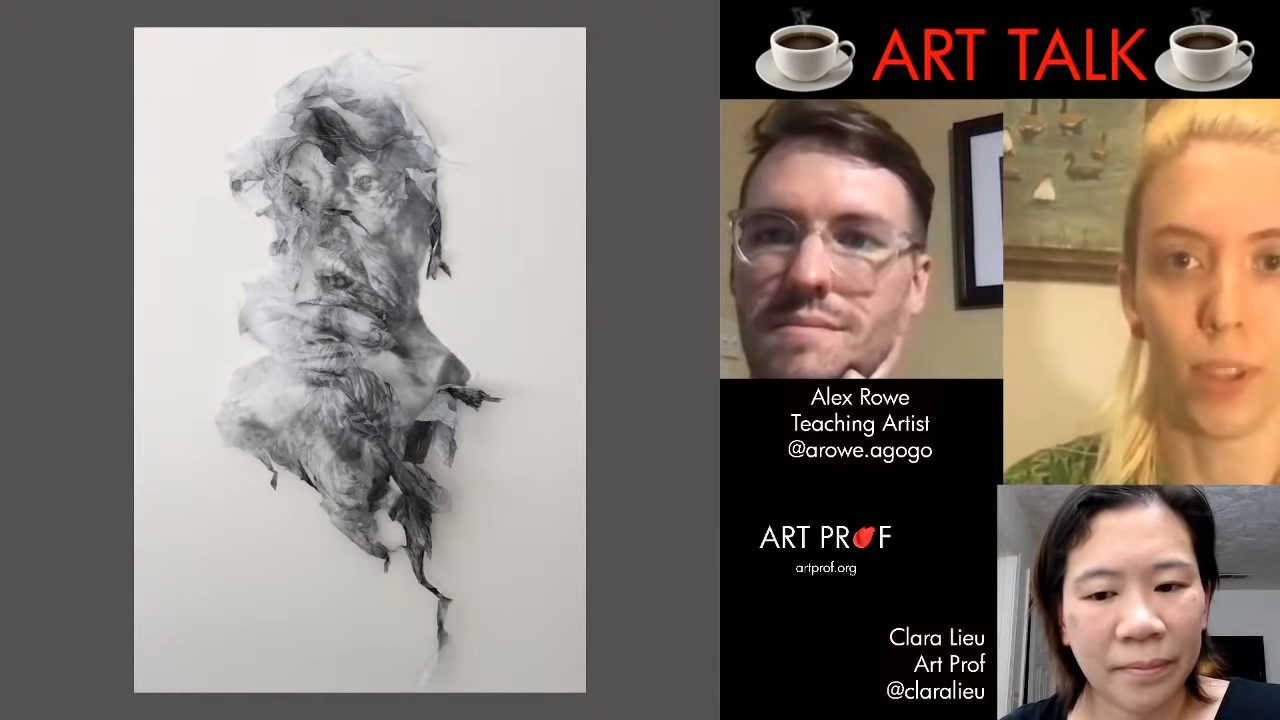 ART TALK
Alex Rowe
Teaching Artist
@arowe.agogo
ART PROF
artprof.org
Clara Lieu
Art Prof
@claralieu